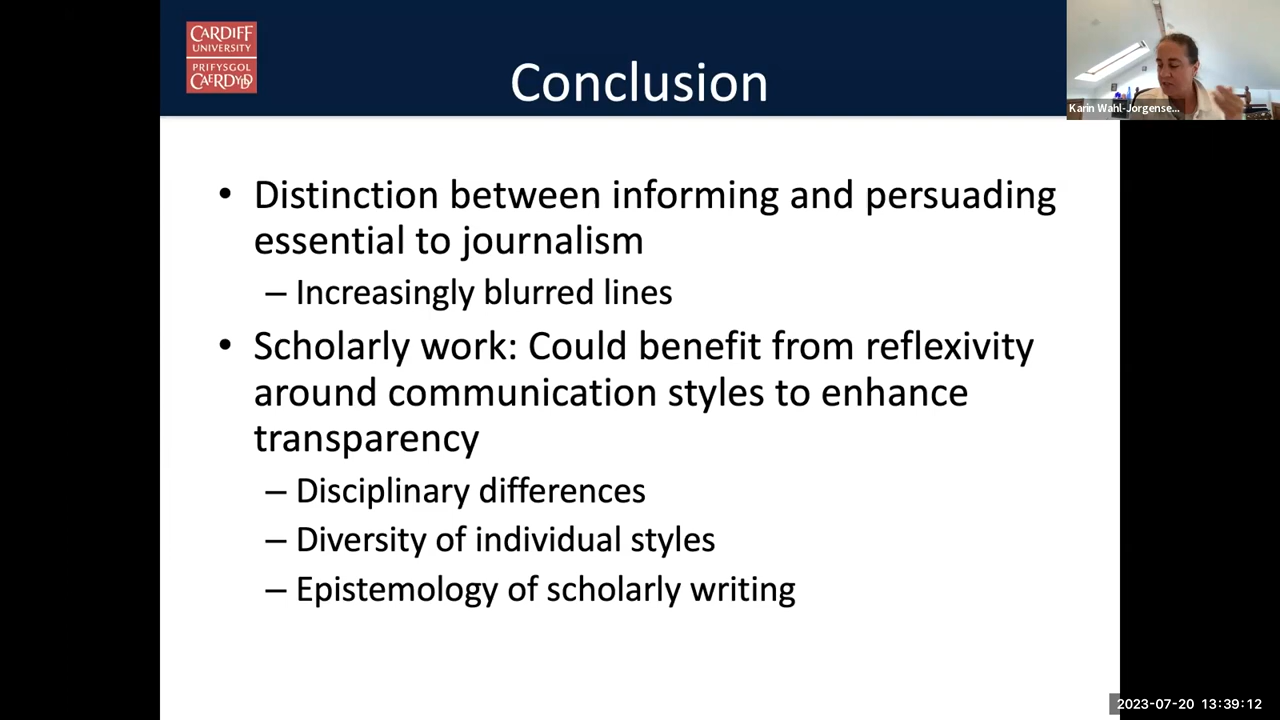 CARDIFF
UNIVERSITY
PRIFYSGOL
CAERDYDD
Conclusion
Karin Wahl-Jorgense...
• Distinction between informing and persuading
essential to journalism
– Increasingly blurred lines
• Scholarly work: Could benefit from reflexivity
around communication styles to enhance
transparency
– Disciplinary differences
– Diversity of individual styles
– Epistemology of scholarly writing
2023-07-20 13:39:12